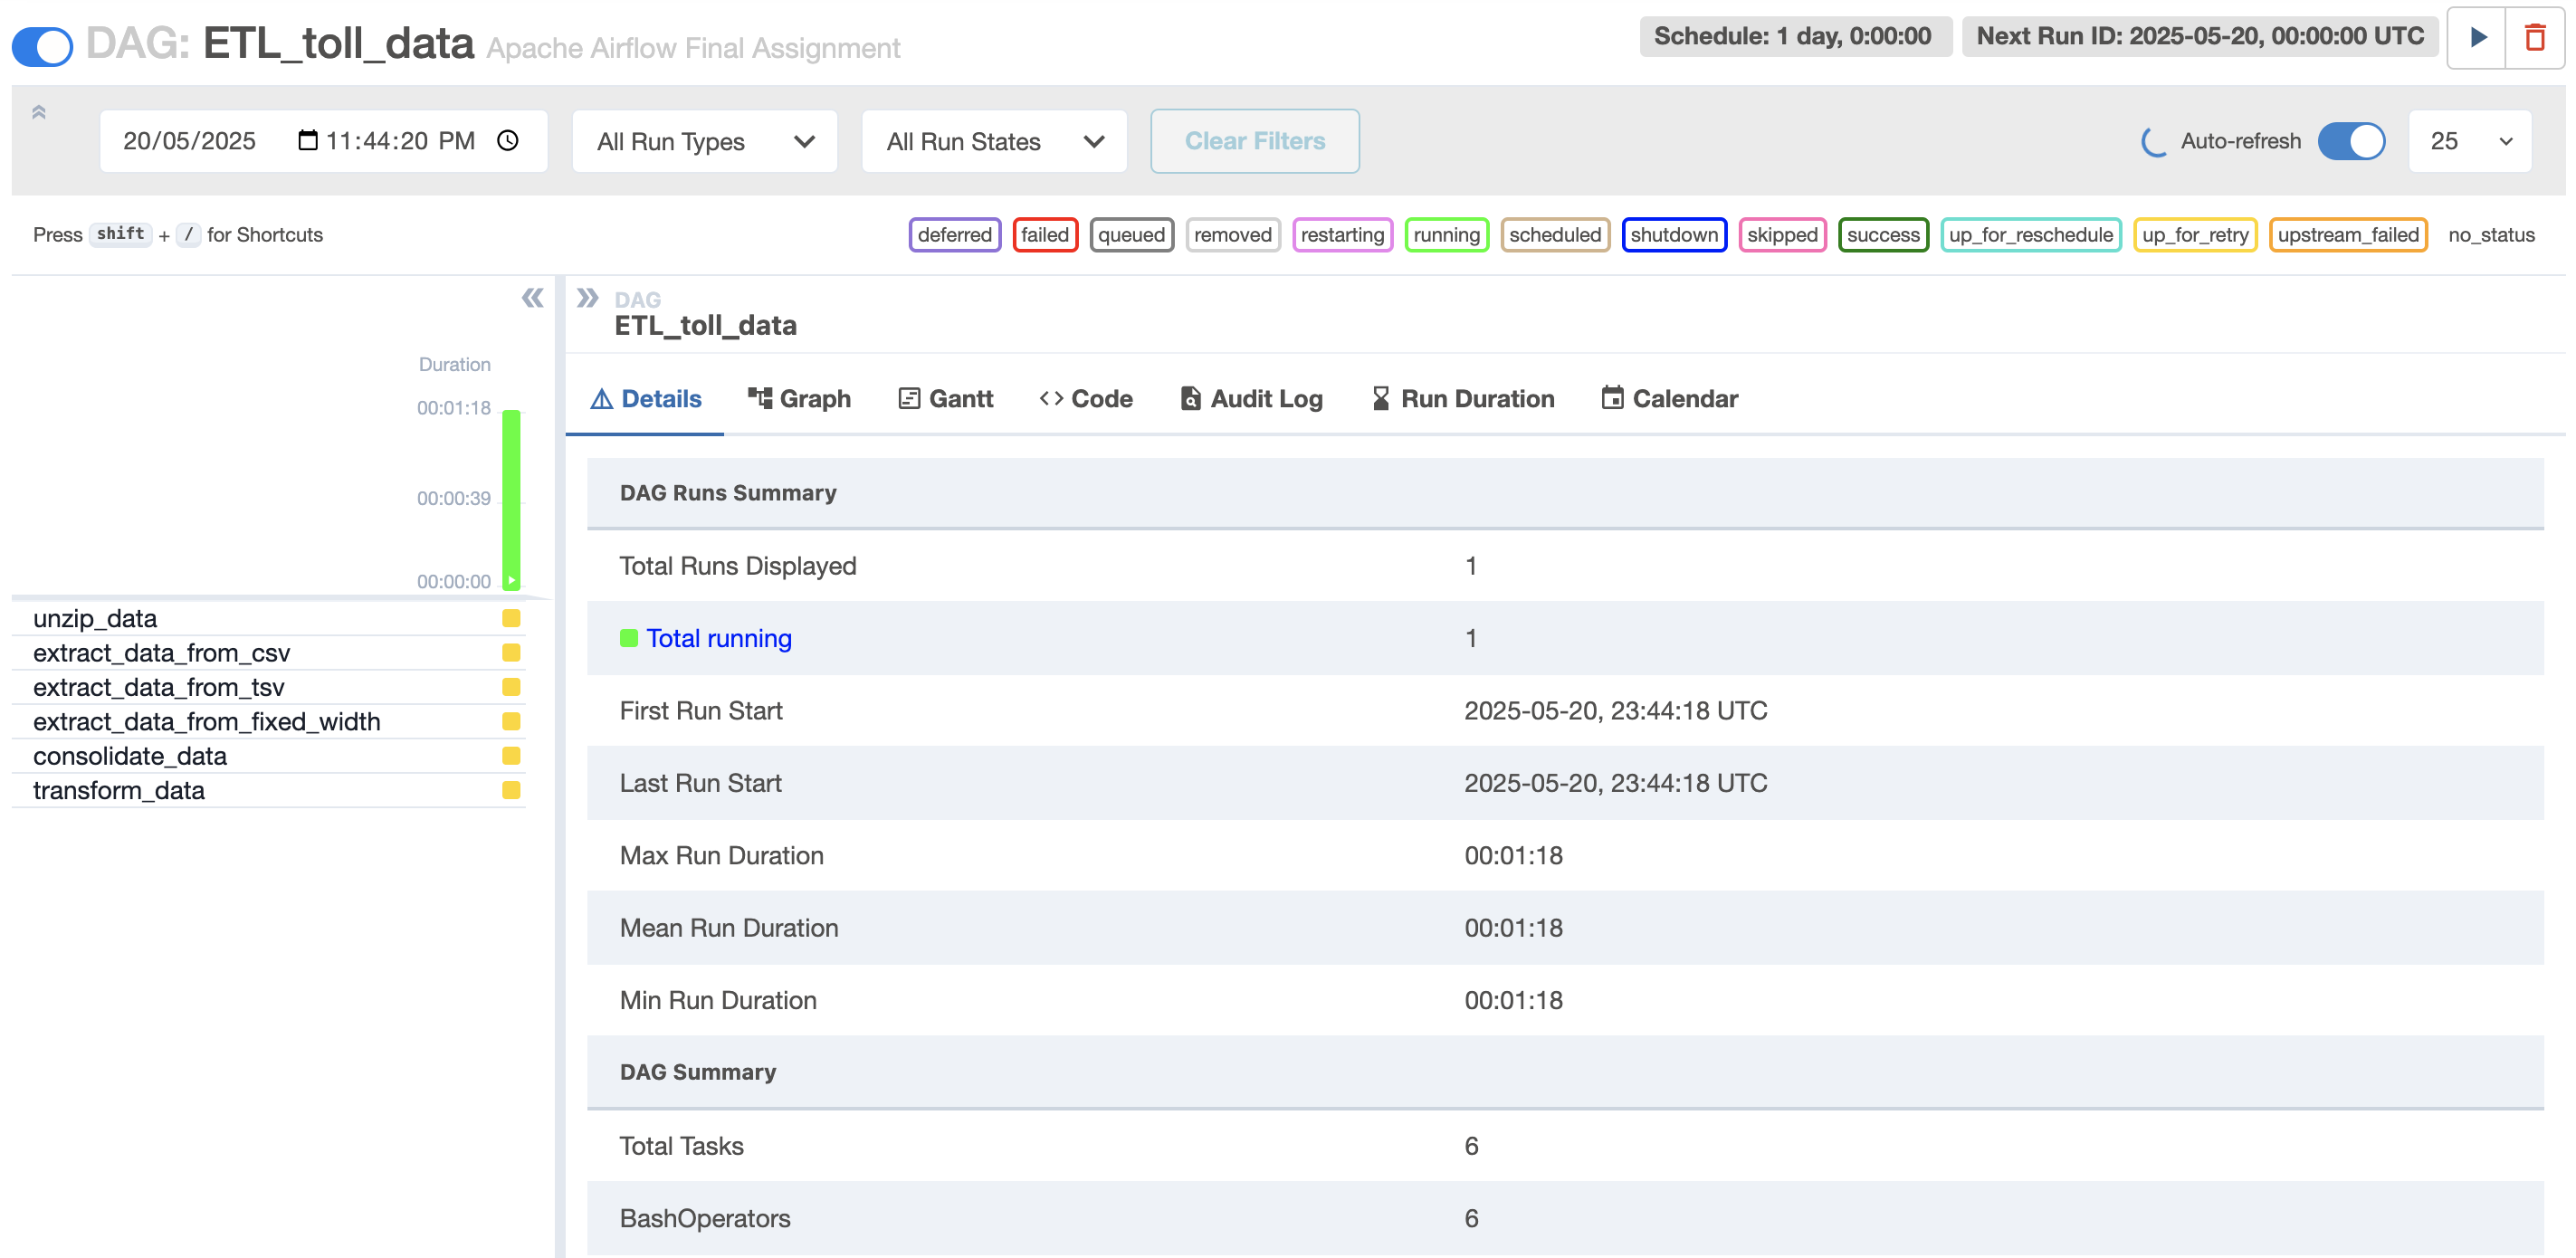 DAG: ETL_toll_data Apache Airflow Final Assignment
Schedule: 1 day, 0:00:00
Next Run ID: 2025-05-20, 00:00:00 UTC
20/05/2025 11:44:20 PM
All Run Types
All Run States
Clear Filters
Auto-refresh
25
Press shift + / for Shortcuts
deferred failed queued removed restarting running scheduled shutdown skipped success up_for_reschedule up_for_retry upstream_failed no_status
Duration
00:01:18
00:00:39
00:00:00
unzip_data
extract_data_from_csv
extract_data_from_tsv
extract_data_from_fixed_width
consolidate_data
transform_data
DAG
ETL_toll_data
Details Graph Gantt Code Audit Log Run Duration Calendar
DAG Runs Summary
Total Runs Displayed 1
Total running 1
First Run Start 2025-05-20, 23:44:18 UTC
Last Run Start 2025-05-20, 23:44:18 UTC
Max Run Duration 00:01:18
Mean Run Duration 00:01:18
Min Run Duration 00:01:18
DAG Summary
Total Tasks 6
BashOperators 6